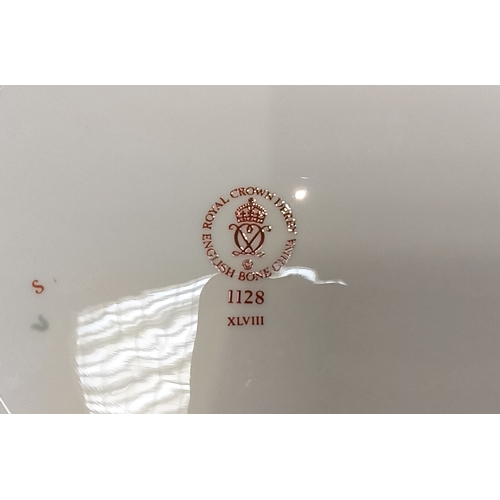 ROYAL CROWN DERBY
ENGLISH BONE CHINA
1128
XLVIII
S